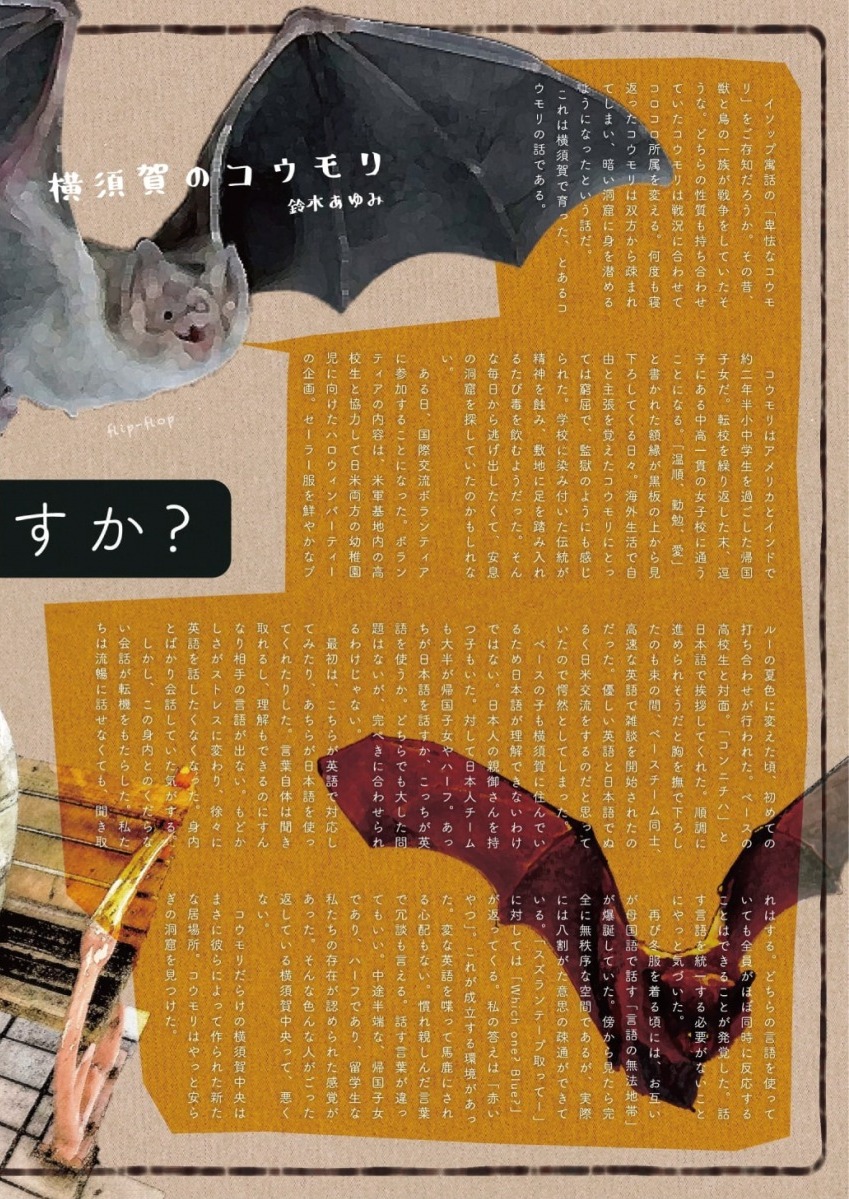 横須賀のコウモリ
鈴木あゆみ
イソップ寓話の「卑怯なコウモ
リ」をご存知だろうか。その昔、
獣と鳥の一族が戦争をしていたそ
うな。どちらの性質も持ち合わせ
ていたコウモリは戦況に合わせて
コロコロ所属を変える。何度も寝
返ったコウモリは双方から疎まれ
てしまい、暗い洞窟に身を潜める
ようになったという話だ。
これは横須賀で育った、とあるコ
ウモリの話である。
コウモリはアメリカとインドで
約二年半小中学生を過ごした帰国
子女だ。転校を繰り返した末、逗
子にある中高一貫の女子校に通う
ことになる。「温順、勤勉、愛」
と書かれた額縁が黒板の上から見
下ろしてくる日々。海外生活で自
由と主張を覚えたコウモリにとっ
ては窮屈で、監獄のようにも感じ
られた。学校に染み付いた伝統が
精神を蝕み、敷地に足を踏み入れ
るたび毒を飲むようだった。そん
な毎日から逃げ出したくて、安息
の洞窟を探していたのかもしれな
い。
ある日、国際交流ボランティア
に参加することになった。ボラン
ティアの内容は、米軍基地内の高
校生と協力して日米両方の幼稚園
児に向けたハロウィンパーティー
の企画。セーラー服を鮮やかなブ
ルーの夏色に変えた頃、初めての
打ち合わせが行われた。ベースの
高校生と対面。「コンニチハ」と
日本語で挨拶してくれた。順調に
進められそうだと胸を撫で下ろし
たのも束の間、ベースチーム同士、
高速な英語で雑談を開始されたの
だった。優しい英語と日本語でぬ
るく日米交流をするのだと思って
いたので愕然としてしまった。
ベースの子も横須賀に住んでい
るため日本語が理解できないわけ
ではない。日本人の親御さんを持
つ子もいた。対して日本人チーム
も大半が帰国子女やハーフ。あっ
ちが日本語を話すか、こっちが英
語を使うか。どちらでも大した問
題はないが、完ぺきに合わせられ
るわけじゃない。
最初は、こちらが英語で対応し
てみたり、あちらが日本語を使っ
てくれたりした。言葉自体は聞き
取れるし、理解もできるのにすん
なり相手の言語が出ない。もどか
しさがストレスに変わり、徐々に
英語を話したくなくなった。身内
とばかり会話していた気がする。
しかし、この身内とのくだらな
い会話が転機をもたらした。私た
ちは流暢に話せなくても、聞き取
れはする。どちらの言語を使って
いても全員がほぼ同時に反応する
ことはできることが発覚した。話
す言語を統一する必要がないこと
にやっと気づいた。
再び冬服を着る頃には、お互い
が母国語で話す「言語の無法地帯」
が爆誕していた。傍から見たら完
全に無秩序な空間であるが、実際
には八割がた意思の疎通ができて
いる。「スズランテープ取ってー」
に対しては「Which one? Blue?」
が返ってくる。私の答えは「赤い
やつ」。これが成立する環境があっ
た。変な英語を喋って馬鹿にされ
る心配もない。慣れ親しんだ言葉
で冗談も言える。話す言葉が違っ
てもいい。中途半端な、帰国子女
であり、ハーフであり、留学生な
私たちの存在が認められた感覚が
あった。そんな色んな人がごった
返している横須賀中央って、悪く
ない。
コウモリだらけの横須賀中央は
まさに彼らによって作られた新た
な居場所。コウモリはやっと安ら
ぎの洞窟を見つけた。
flip-flop
すか？